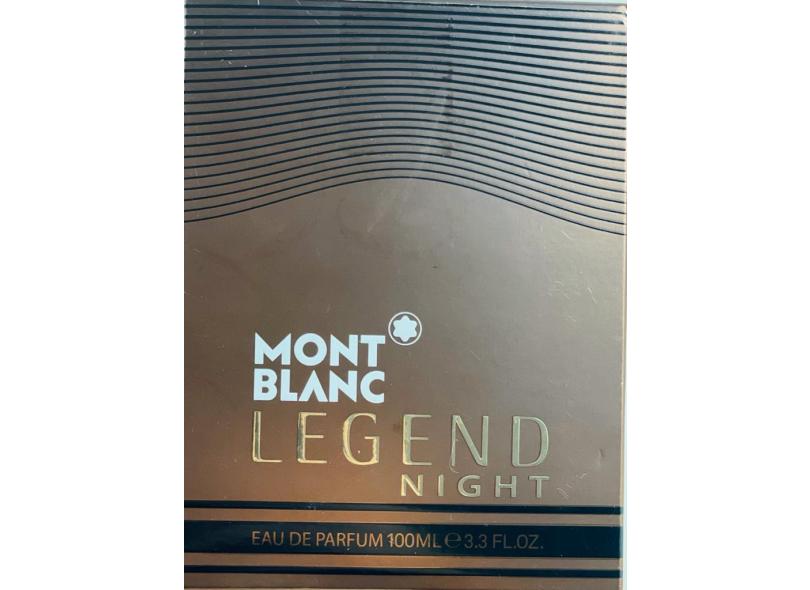 MONT
BLANC
LEGEND
NIGHT
EAU DE PARFUM 100ML ℮ 3.3 FL.OZ.